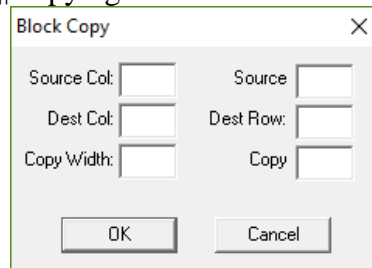 Block Copy
Source Col: Source
Dest Col: Dest Row:
Copy Width: Copy
OK Cancel